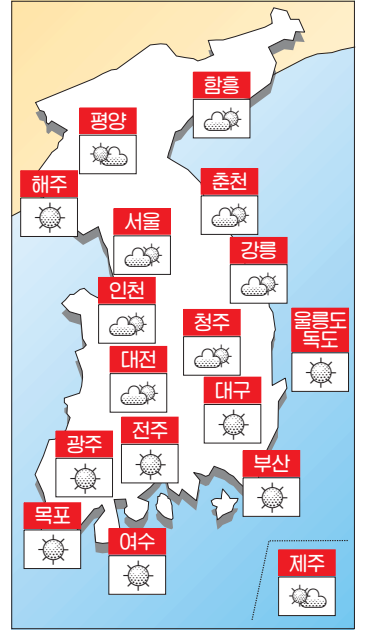 함흥
평양
해주
춘천
서울
강릉
인천
청주
울릉도
독도
대전
대구
전주
광주
부산
목포
여수
제주